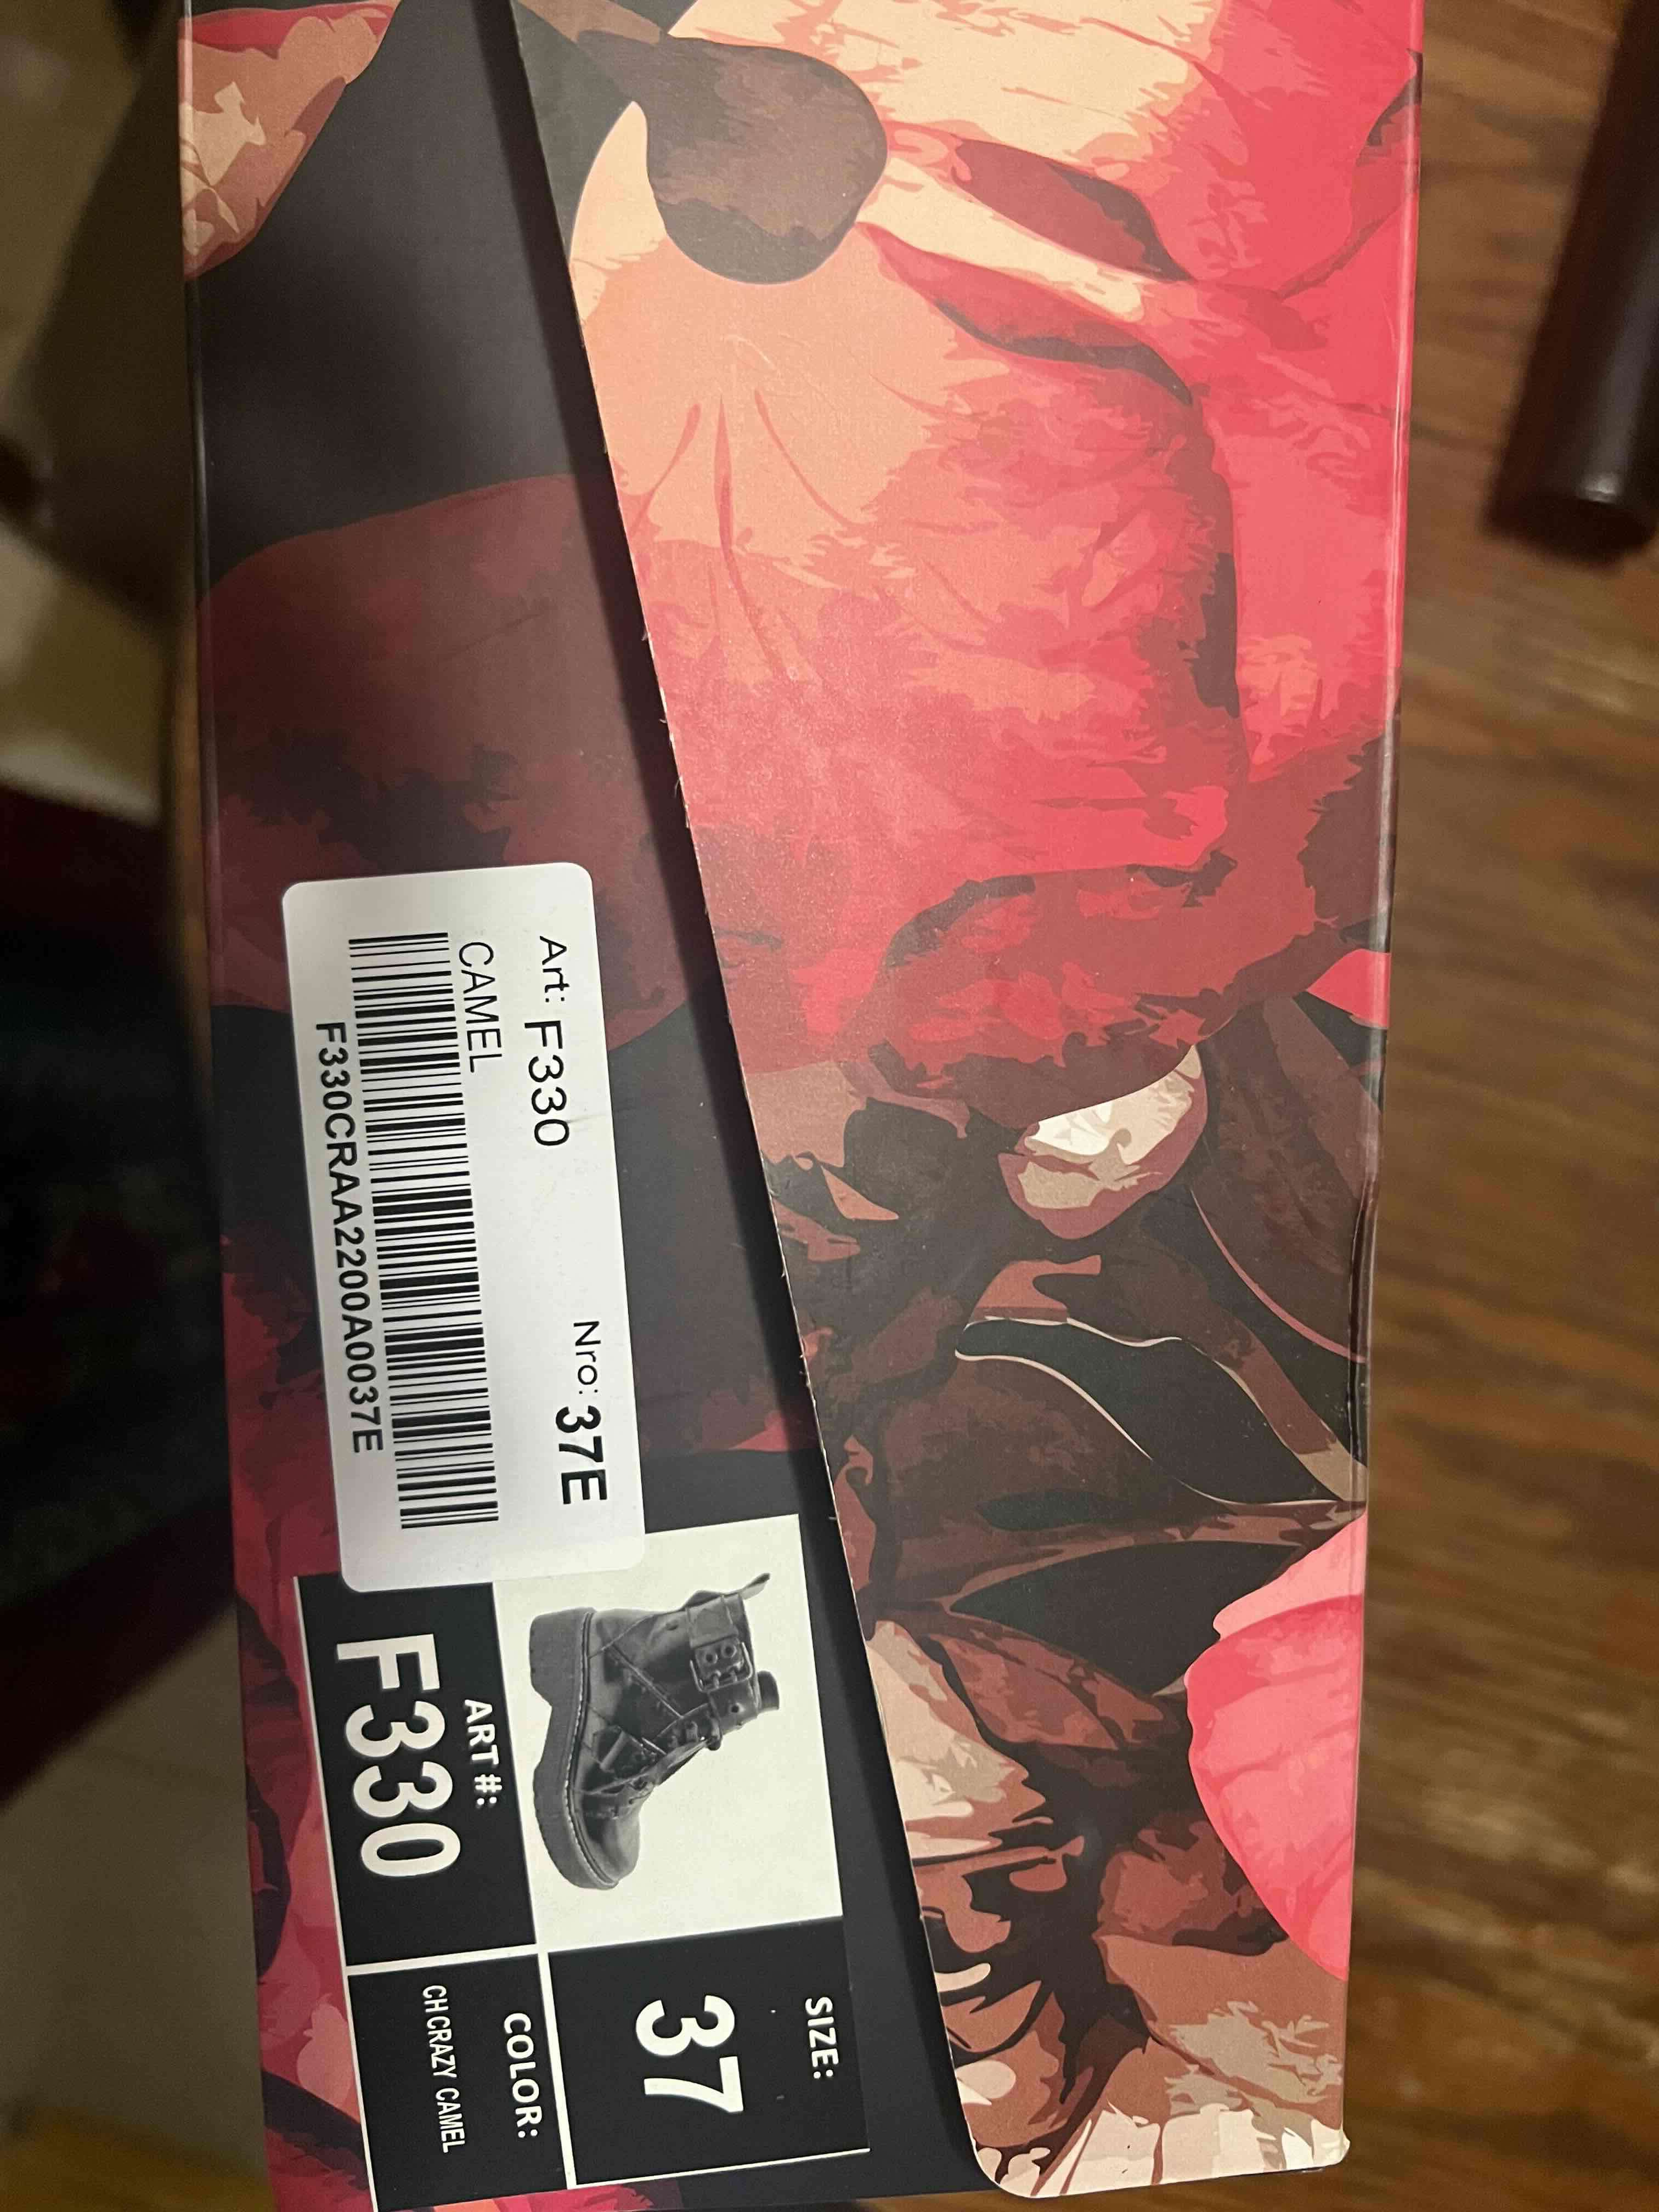 Art: F330 Nro: 37E
CAMEL
F330CRAA2200A0037E
SIZE:
37
ART #:
F330
COLOR:
CH CRAZY CAMEL